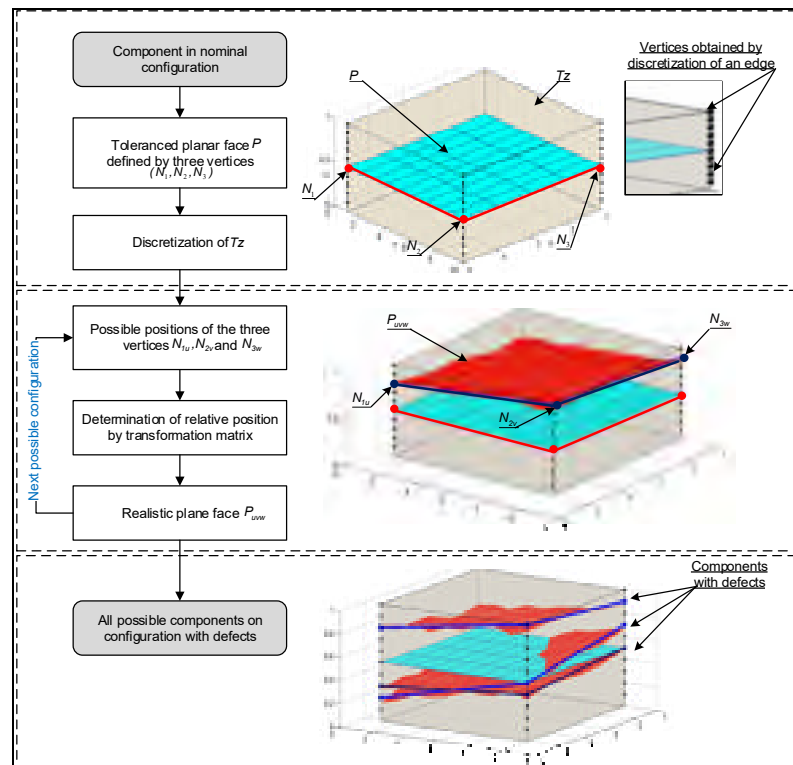 Component in nominal
configuration
Toleranced planar face P
defined by three vertices
(N1, N2, N3)
Discretization of Tz
P
Tz
N1
N2
N3
Vertices obtained by
discretization of an edge
Next possible configuration
Possible positions of the three
vertices N1u, N2v and N3w
Determination of relative position
by transformation matrix
Realistic plane face Puvw
Puvw
N3w
N1u
N2v
All possible components on
configuration with defects
Components
with defects